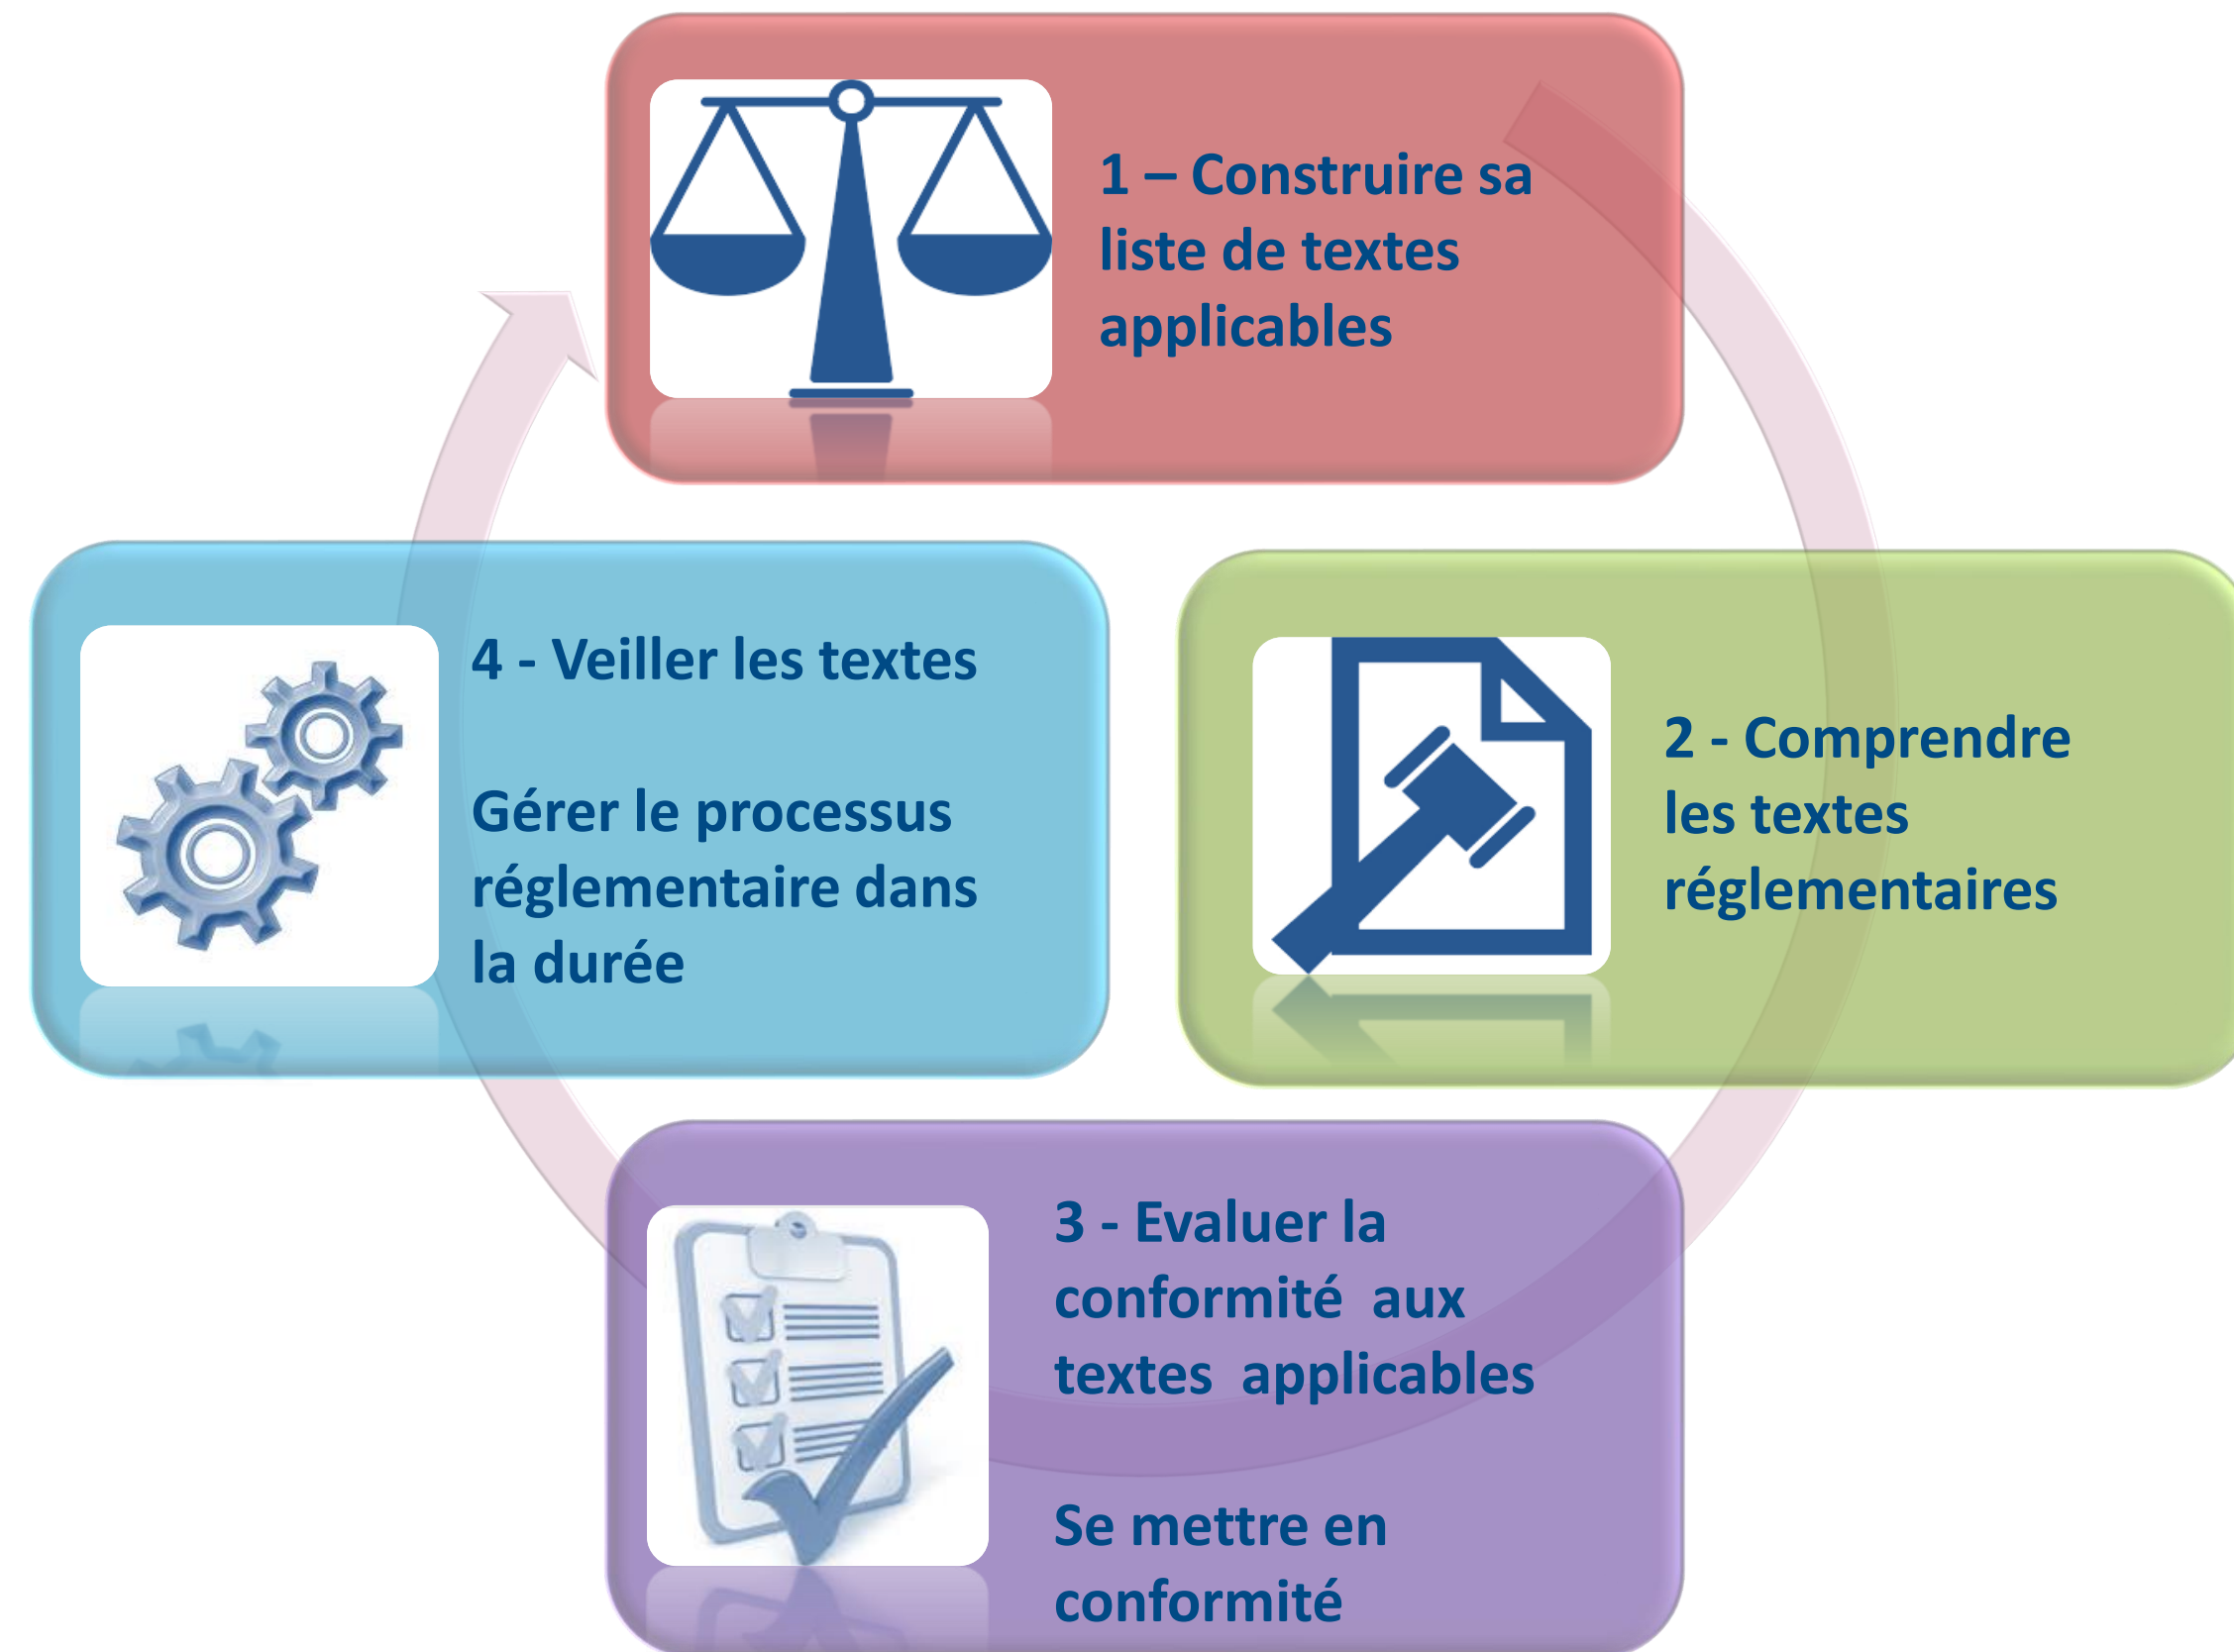 1 – Construire sa
liste de textes
applicables
2 - Comprendre
les textes
réglementaires
3 - Evaluer la
conformité  aux
textes  applicables
Se mettre en
conformité
4 - Veiller les textes
Gérer le processus
réglementaire dans
la durée